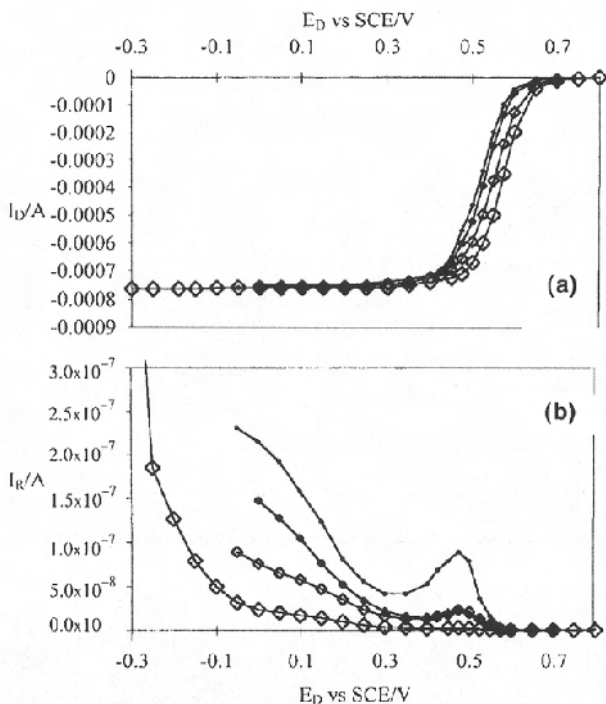 E_D vs SCE/V
-0.3 -0.1 0.1 0.3 0.5 0.7
0
-0.0001
-0.0002
-0.0003
-0.0004
-0.0005
-0.0006
-0.0007
-0.0008
-0.0009
I_D/A
(a)
3.0x10⁻⁷
2.5x10⁻⁷
2.0x10⁻⁷
1.5x10⁻⁷
1.0x10⁻⁷
5.0x10⁻⁸
0.0x10
I_R/A
(b)
-0.3 -0.1 0.1 0.3 0.5 0.7
E_D vs SCE/V